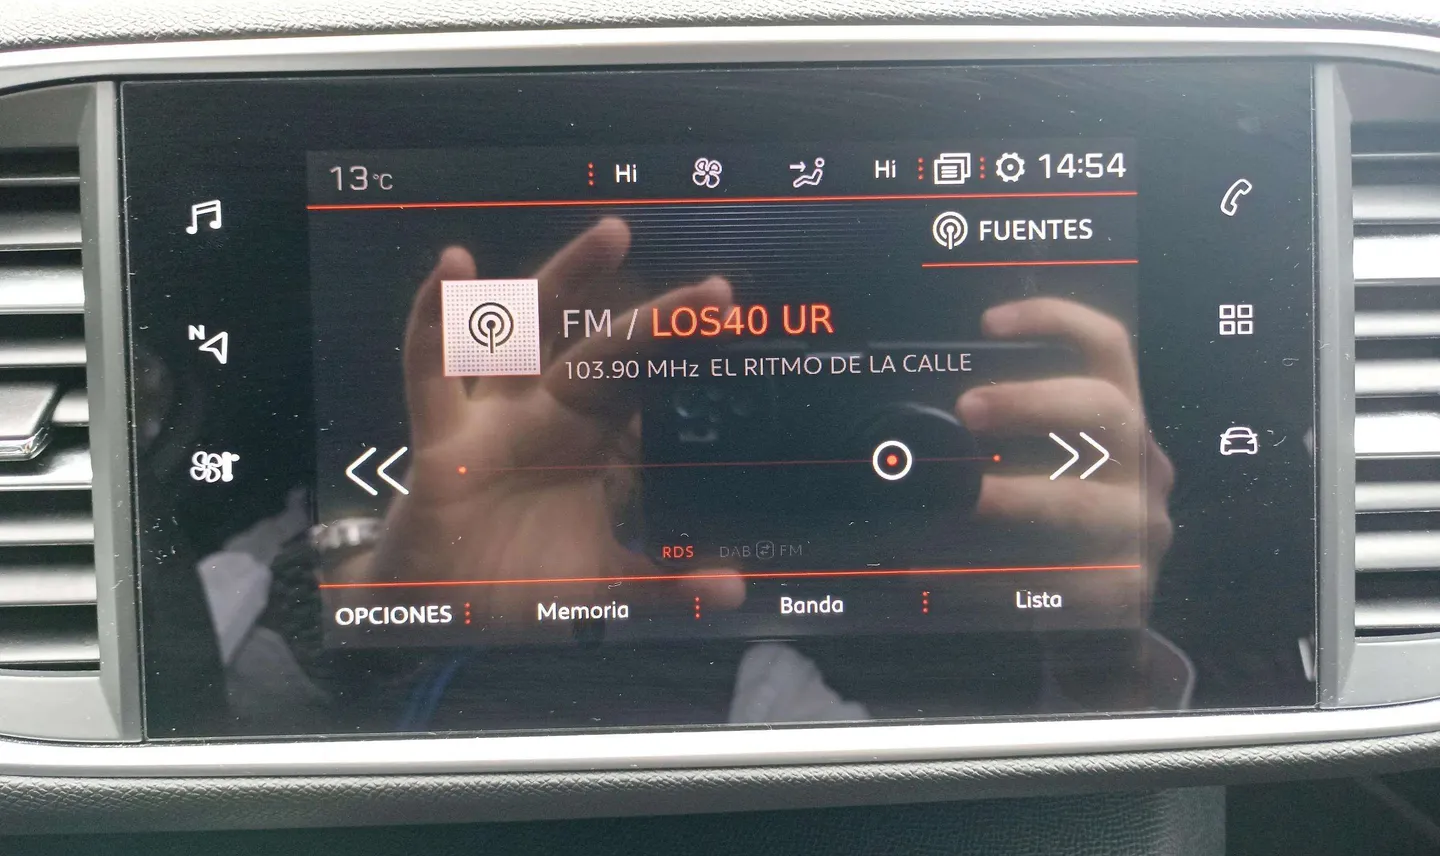 13°C Hi Hi 14:54
FUENTES
FM / LOS40 UR
103.90 MHz EL RITMO DE LA CALLE
N
RDS DAB FM
OPCIONES Memoria Banda Lista